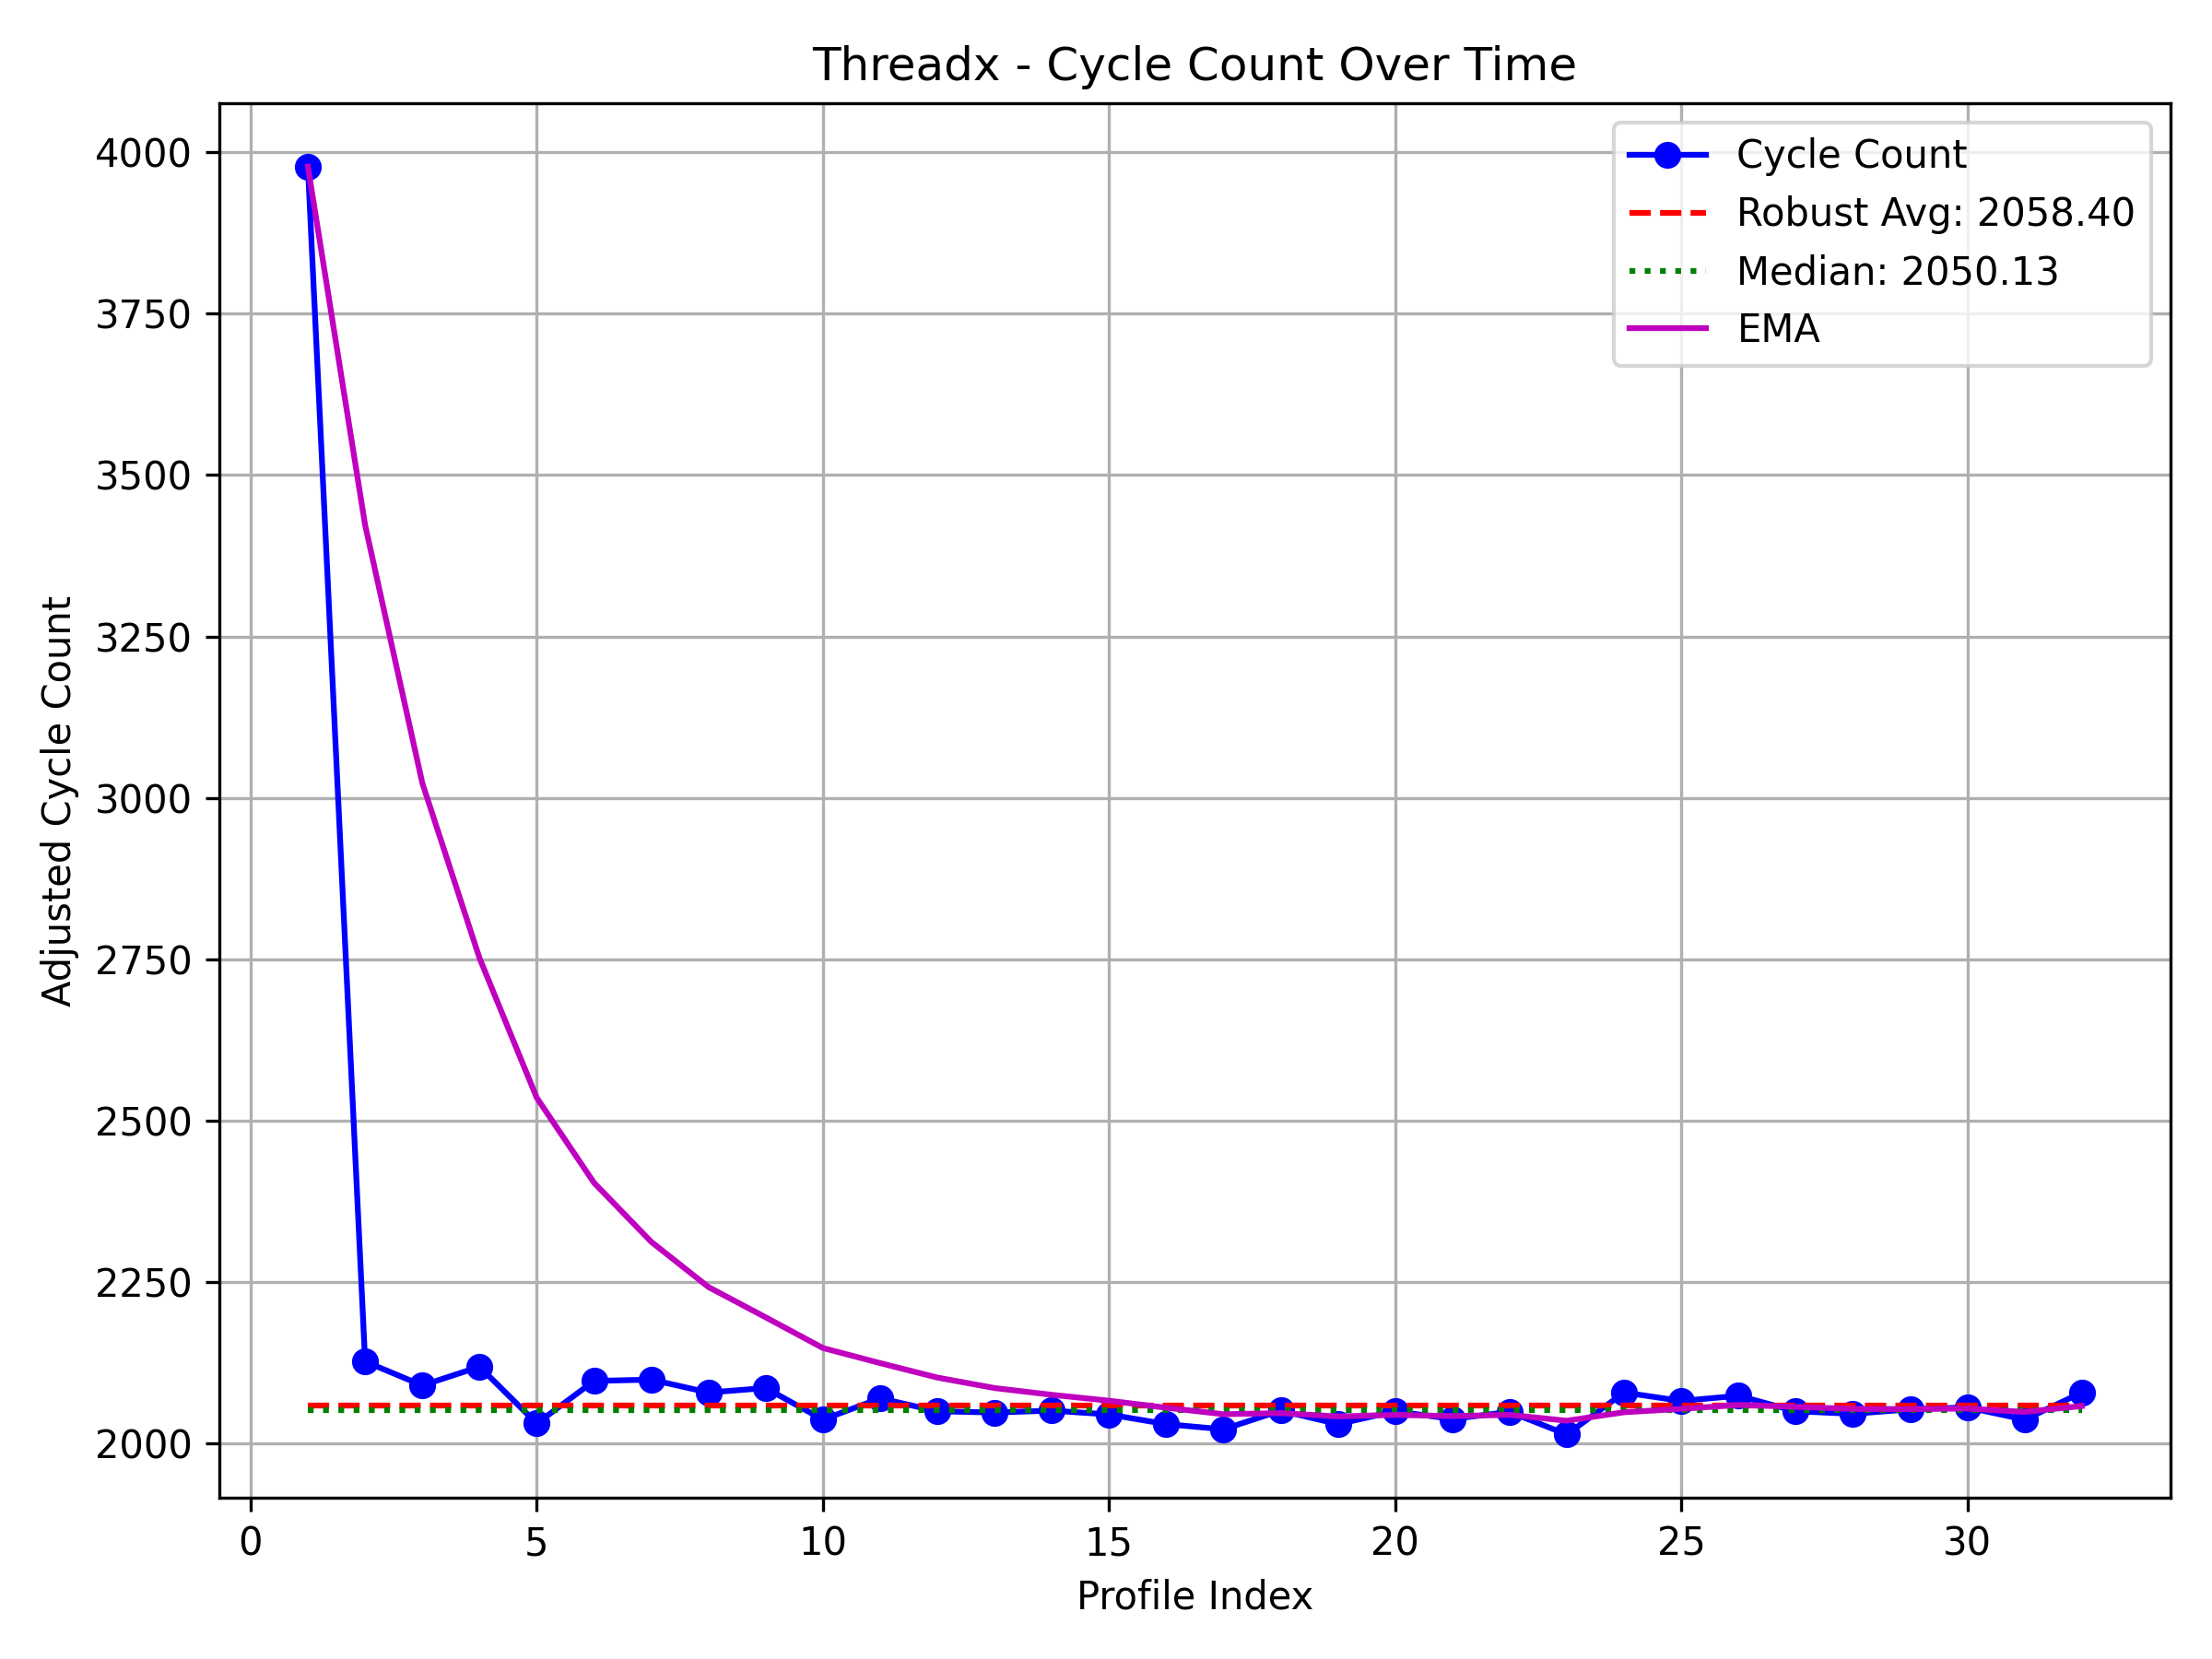 Threadx - Cycle Count Over Time
Cycle Count
Robust Avg: 2058.40
Median: 2050.13
EMA
Adjusted Cycle Count
4000
3750
3500
3250
3000
2750
2500
2250
2000
0 5 10 15 20 25 30
Profile Index